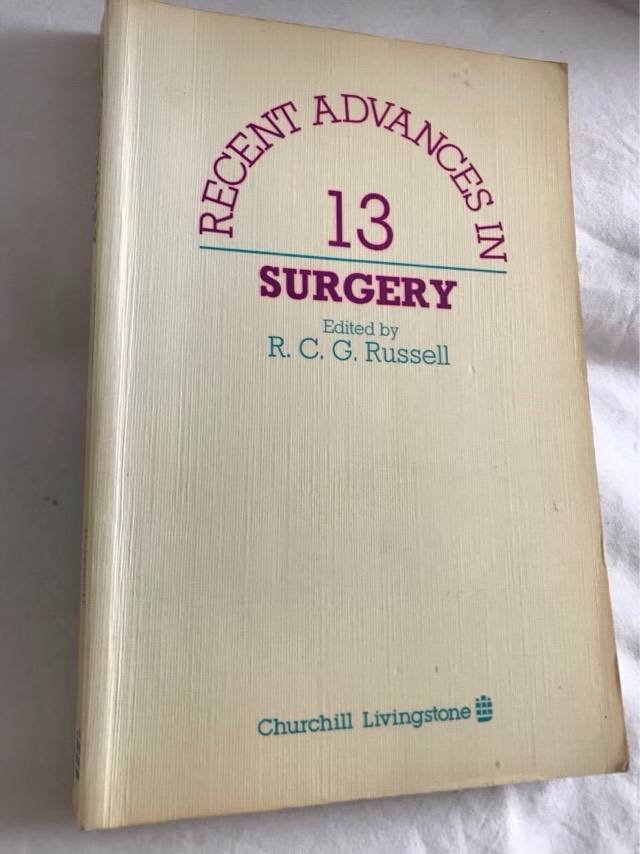 RECENT ADVANCES IN
13
SURGERY
Edited by
R. C. G. Russell
Churchill Livingstone